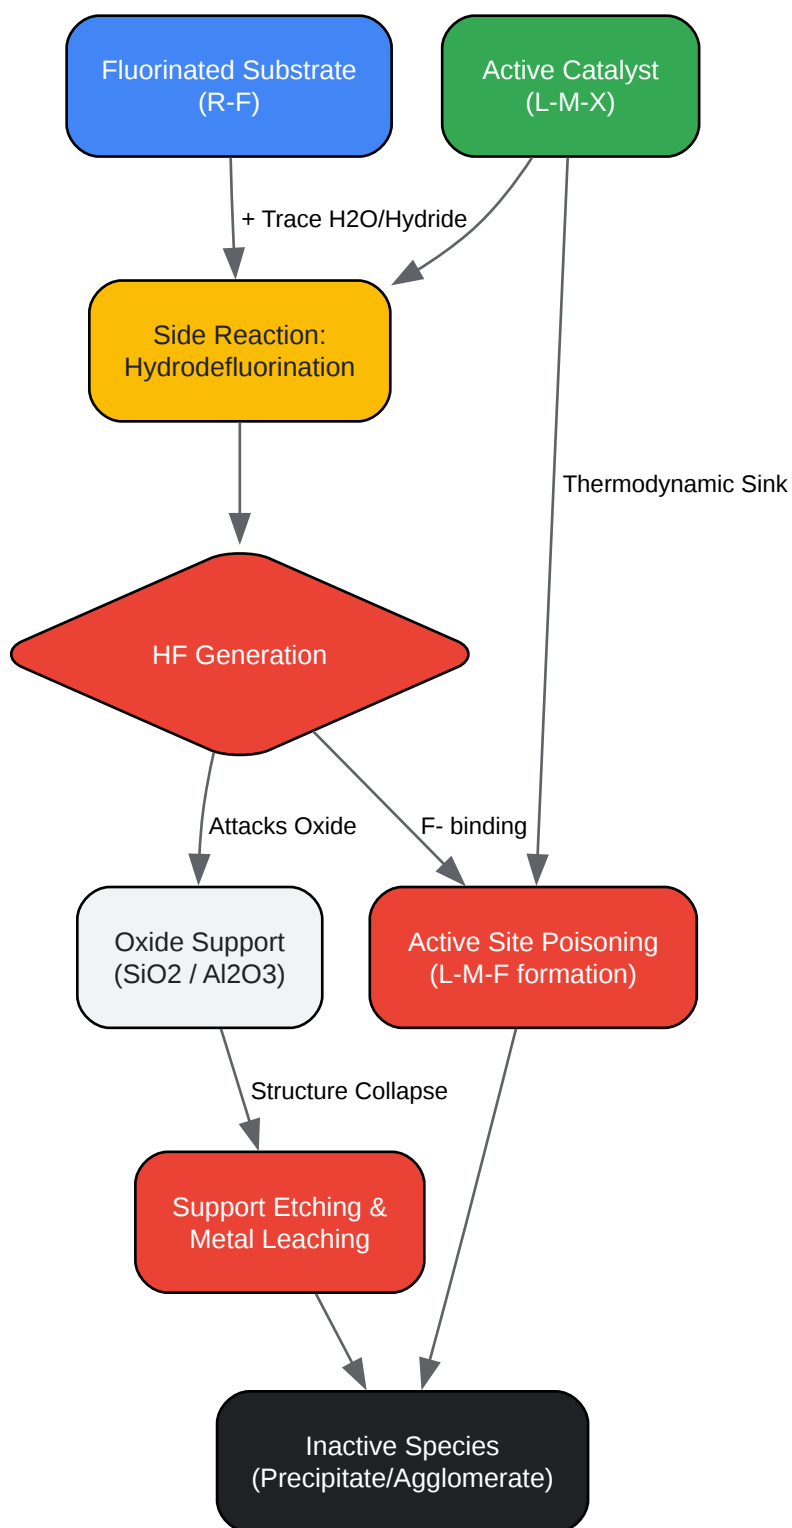 Fluorinated Substrate
(R-F)
Active Catalyst
(L-M-X)
+ Trace H2O/Hydride
Side Reaction:
Hydrodefluorination
Thermodynamic Sink
HF Generation
Attacks Oxide
F- binding
Oxide Support
(SiO2 / Al2O3)
Active Site Poisoning
(L-M-F formation)
Structure Collapse
Support Etching &
Metal Leaching
Inactive Species
(Precipitate/Agglomerate)